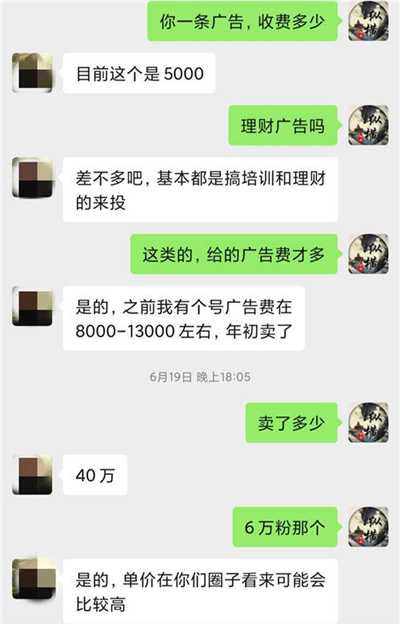 你一条广告，收费多少
目前这个是 5000
理财广告吗
差不多吧，基本都是搞培训和理财
的来投
这类的，给的广告费才多
是的，之前我有个号广告费在
8000-13000 左右，年初卖了
6月19日 晚上18:05
卖了多少
40 万
6 万粉那个
是的，单价在你们圈子看来可能会
比较高